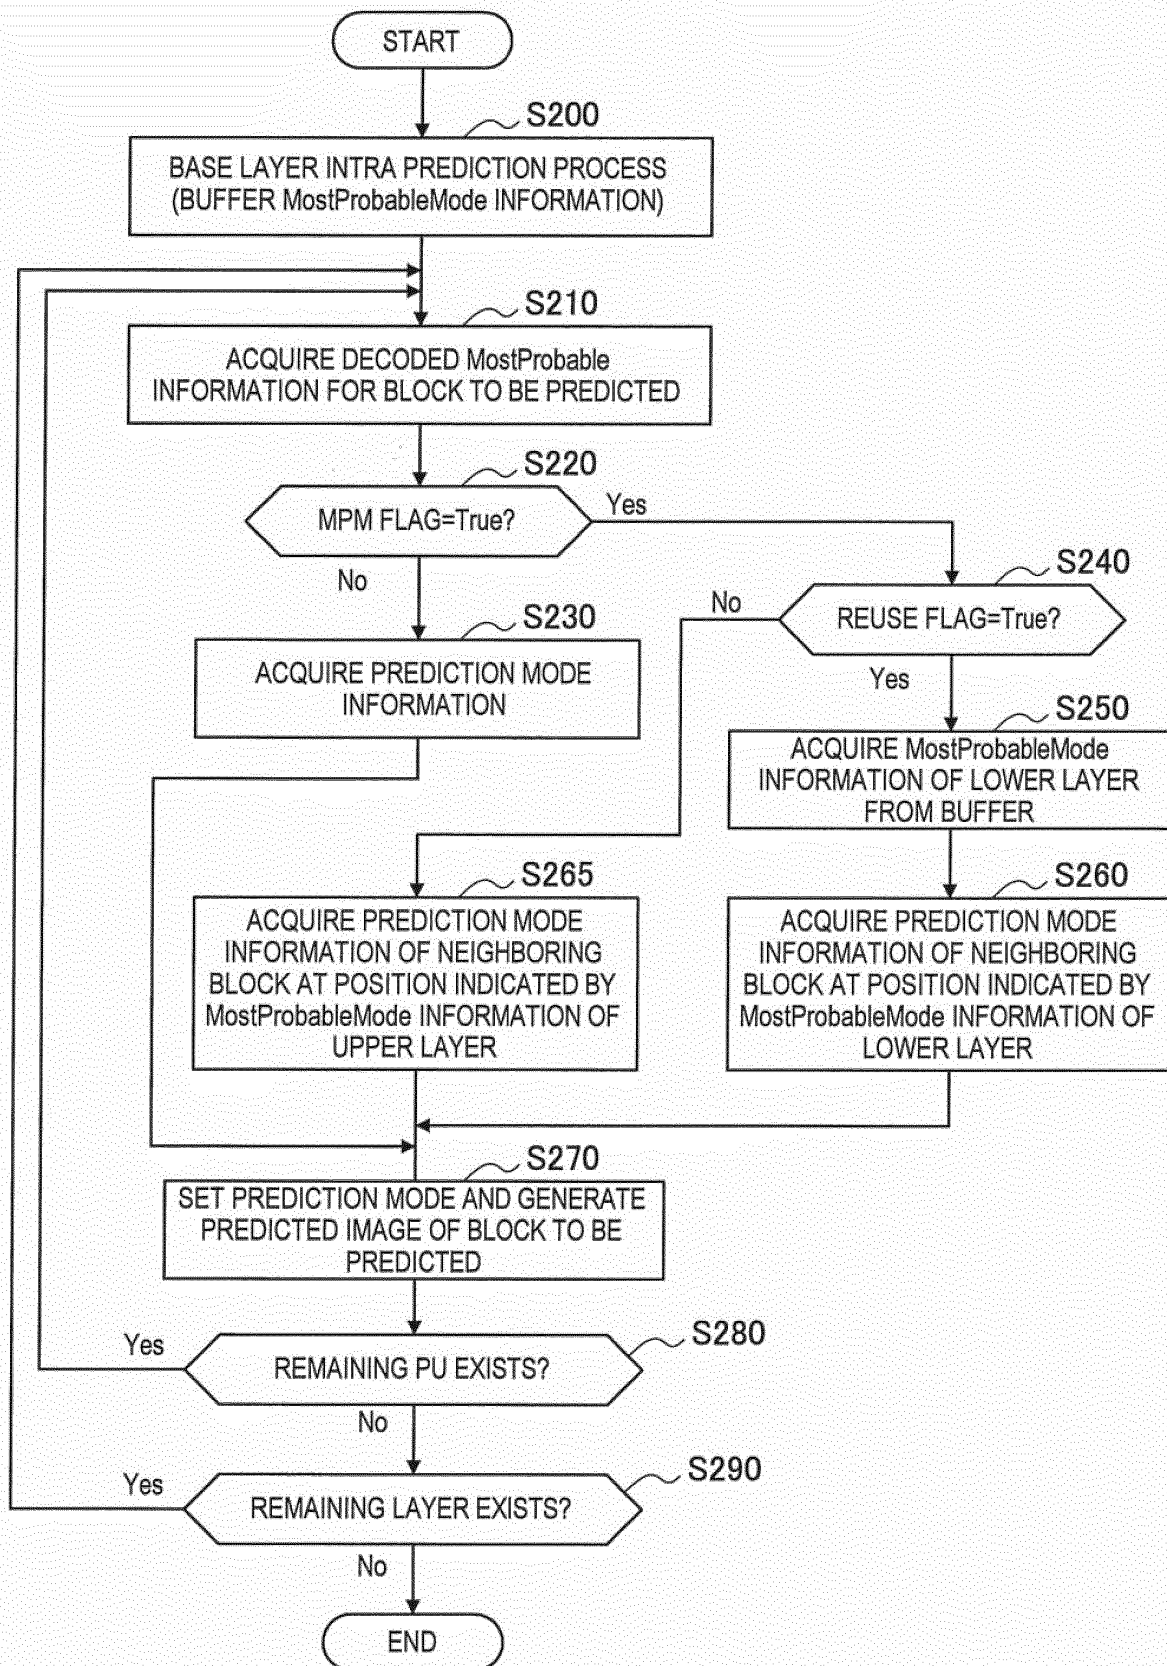 START
S200
BASE LAYER INTRA PREDICTION PROCESS
(BUFFER MostProbableMode INFORMATION)
S210
ACQUIRE DECODED MostProbable
INFORMATION FOR BLOCK TO BE PREDICTED
S220
MPM FLAG=True?
Yes
No
S240
REUSE FLAG=True?
No
Yes
S230
ACQUIRE PREDICTION MODE
INFORMATION
S250
ACQUIRE MostProbableMode
INFORMATION OF LOWER LAYER
FROM BUFFER
S265
ACQUIRE PREDICTION MODE
INFORMATION OF NEIGHBORING
BLOCK AT POSITION INDICATED BY
MostProbableMode INFORMATION OF
UPPER LAYER
S260
ACQUIRE PREDICTION MODE
INFORMATION OF NEIGHBORING
BLOCK AT POSITION INDICATED BY
MostProbableMode INFORMATION OF
LOWER LAYER
S270
SET PREDICTION MODE AND GENERATE
PREDICTED IMAGE OF BLOCK TO BE
PREDICTED
S280
Yes
REMAINING PU EXISTS?
No
S290
Yes
REMAINING LAYER EXISTS?
No
END